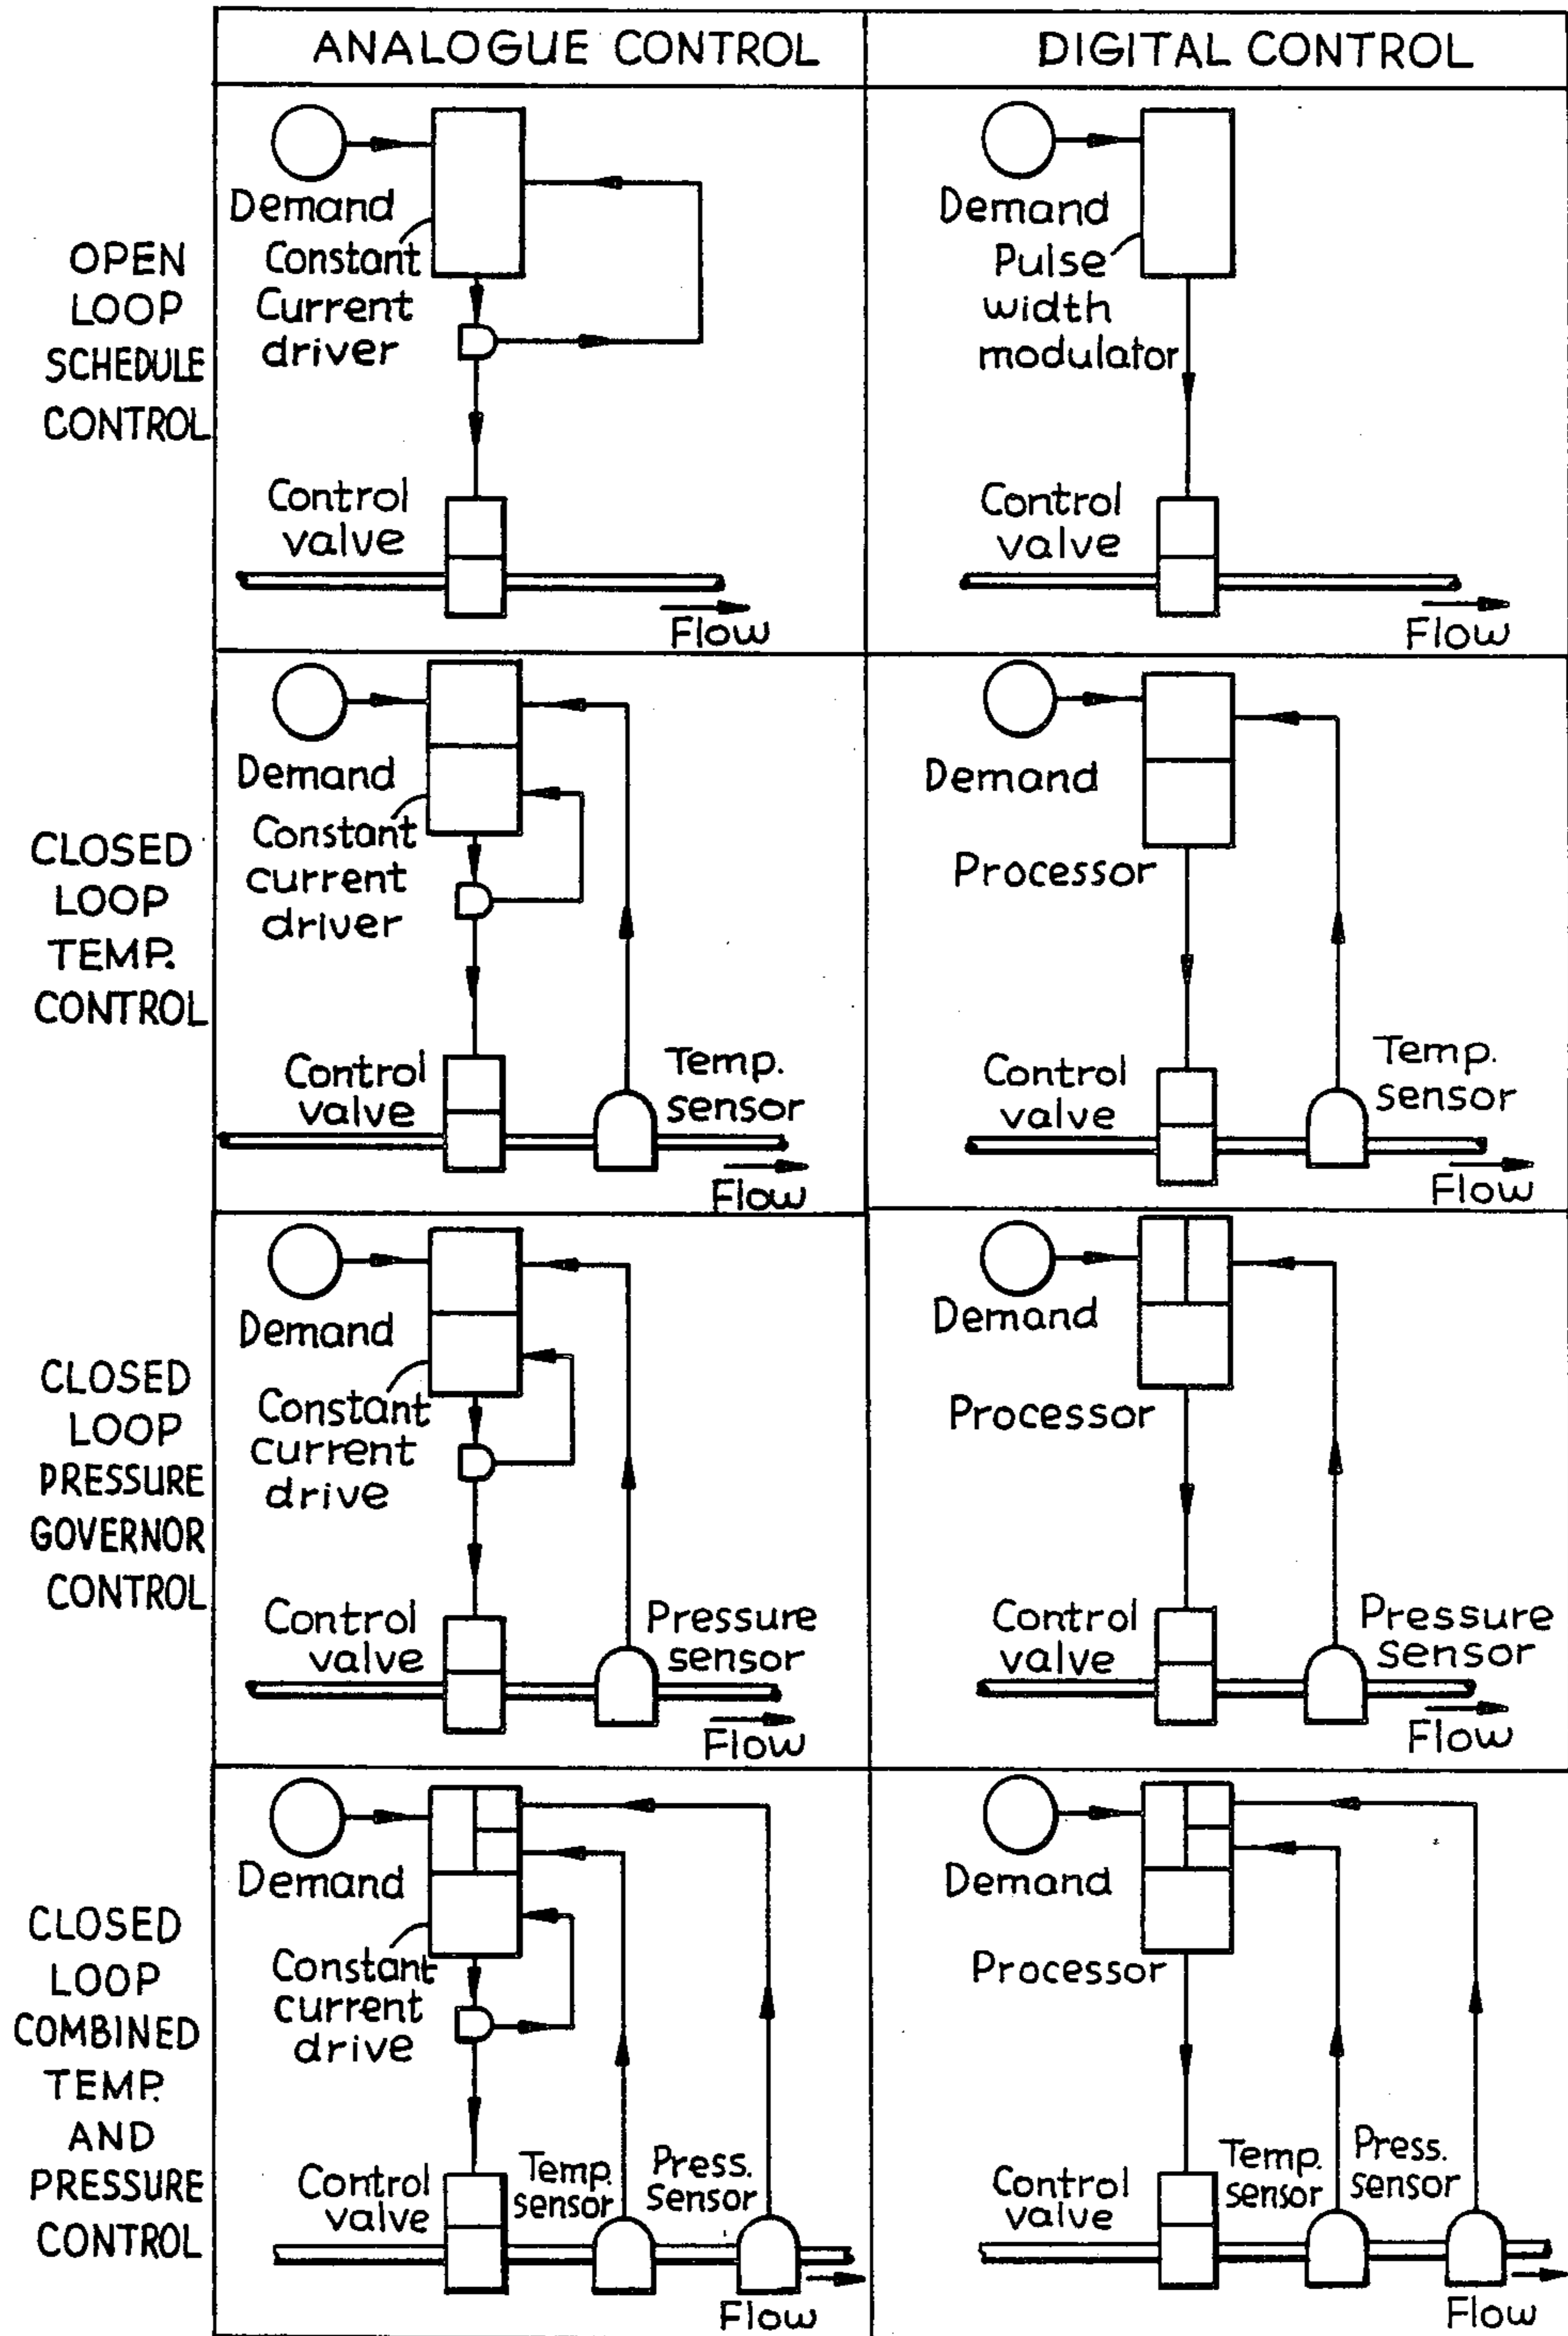 ANALOGUE CONTROL
DIGITAL CONTROL
OPEN
LOOP
SCHEDULE
CONTROL
Demand
Constant
Current
driver
Control
valve
Flow
Demand
Pulse
width
modulator
Control
valve
Flow
CLOSED
LOOP
TEMP.
CONTROL
Demand
Constant
current
driver
Control
valve
Temp.
sensor
Flow
Demand
Processor
Control
valve
Temp.
sensor
Flow
CLOSED
LOOP
PRESSURE
GOVERNOR
CONTROL
Demand
Constant
current
drive
Control
valve
Pressure
sensor
Flow
Demand
Processor
Control
valve
Pressure
sensor
Flow
CLOSED
LOOP
COMBINED
TEMP.
AND
PRESSURE
CONTROL
Demand
Constant
current
drive
Control
valve
Temp.
sensor
Press.
sensor
Flow
Demand
Processor
Control
valve
Temp.
sensor
Press.
sensor
Flow